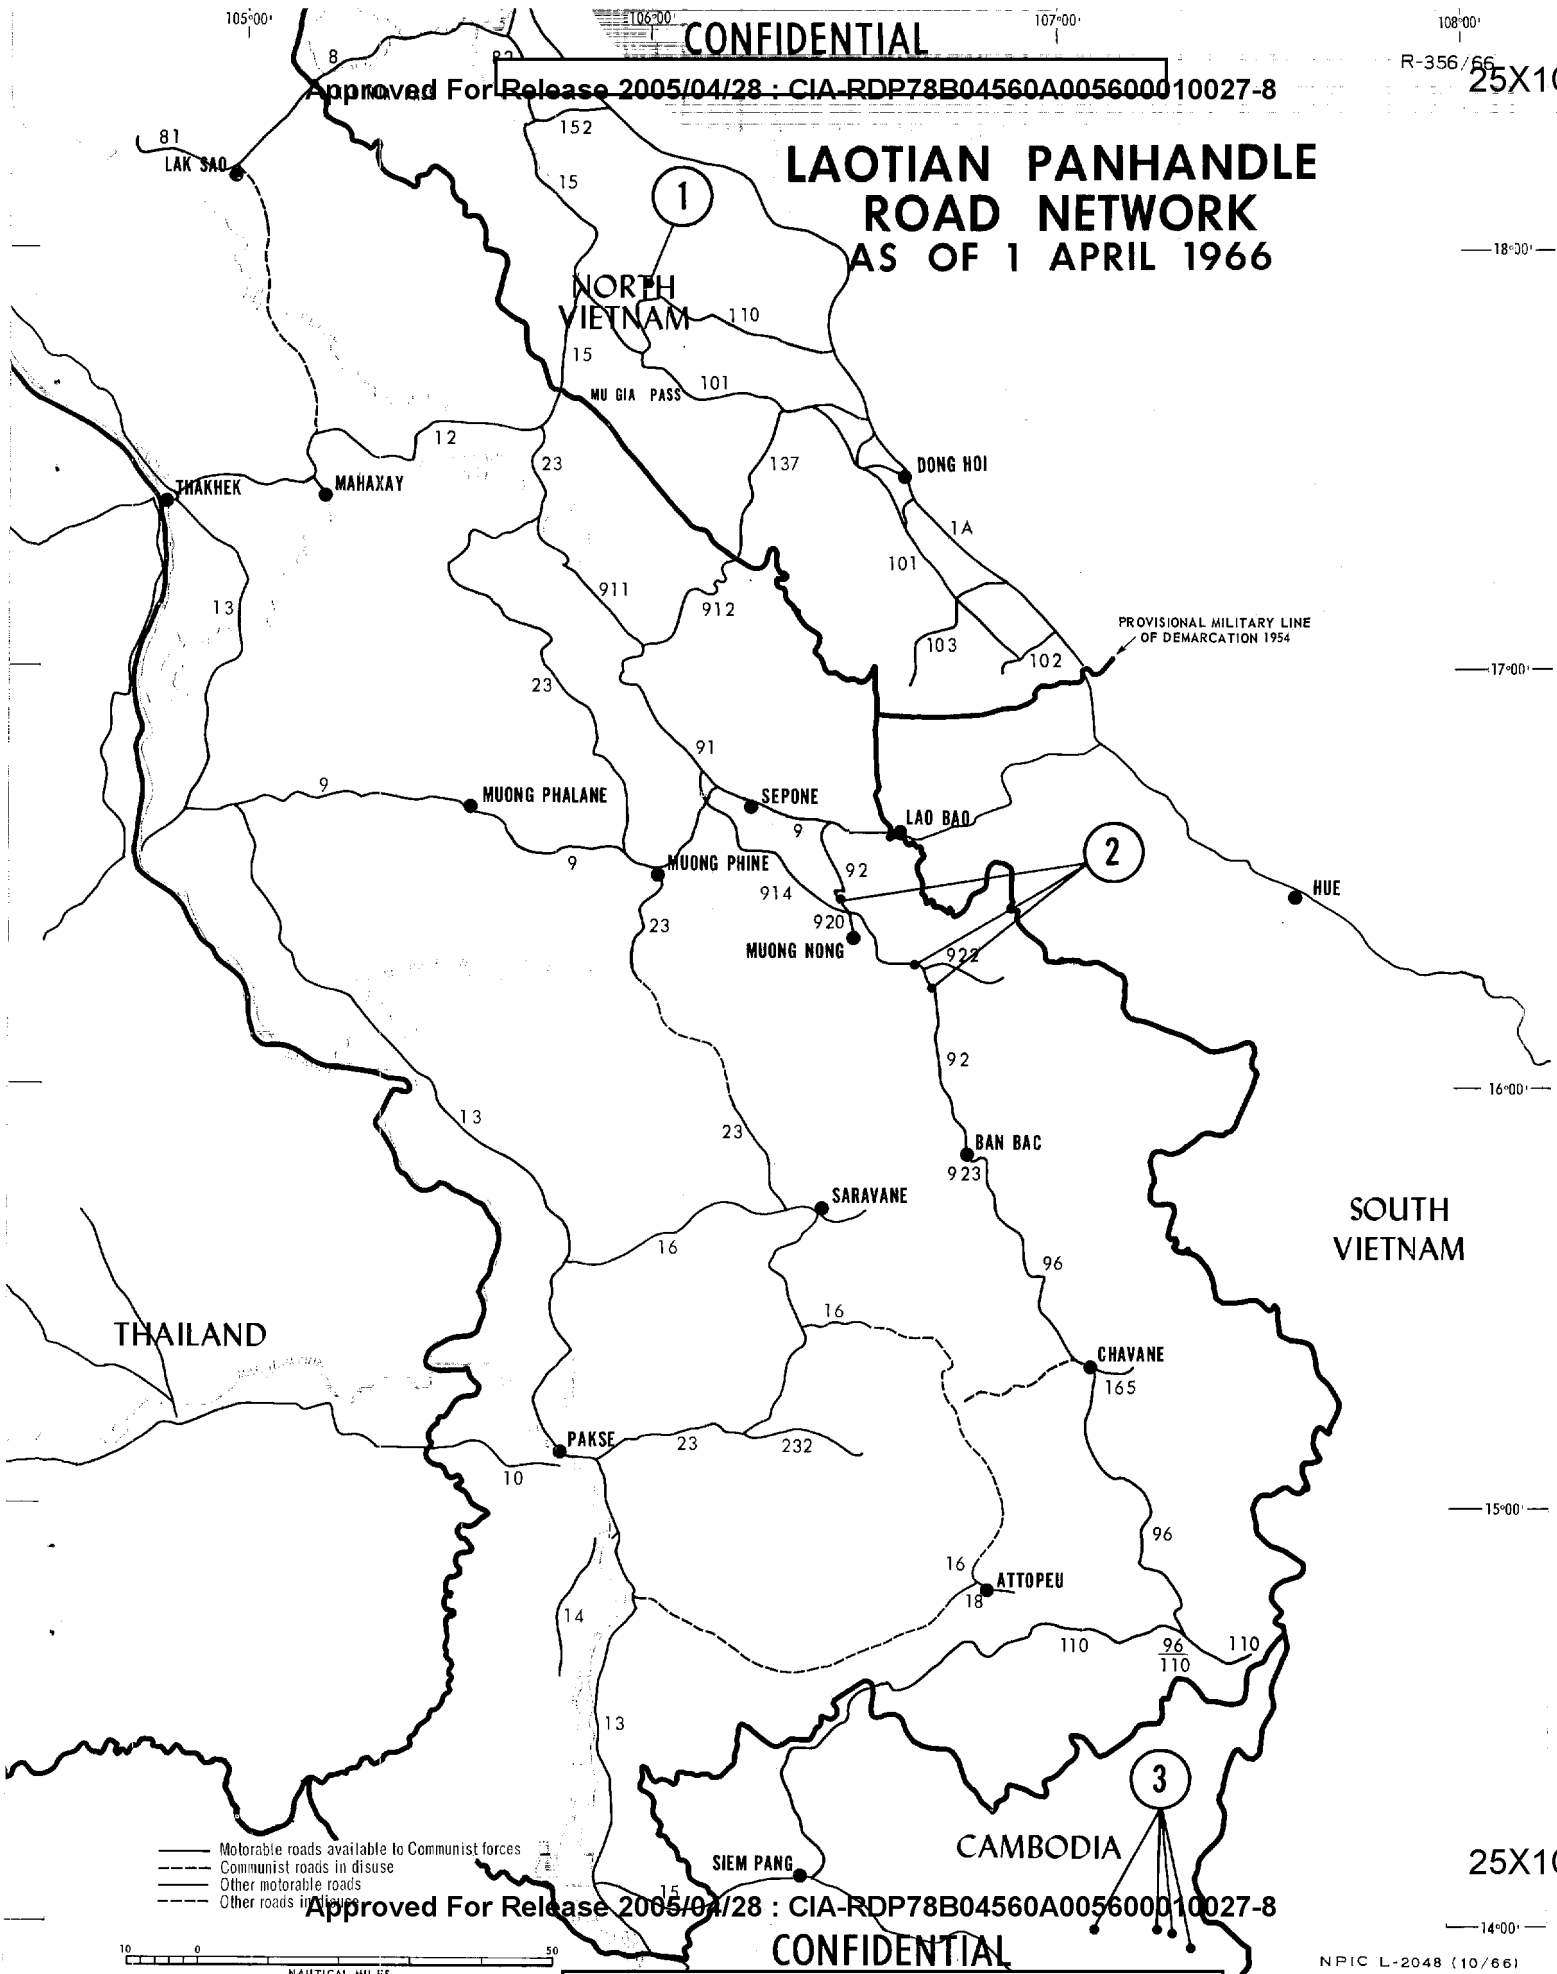 105°00'
106°00'
107°00'
108°00'
CONFIDENTIAL
R-356/66
8
Approved For Release 2005/04/28 : CIA-RDP78B04560A005600010027-8
25X1
81
LAK SAO
152
15
1
LAOTIAN PANHANDLE
ROAD NETWORK
AS OF 1 APRIL 1966
18°00'
NORTH
VIETNAM
110
15
MU GIA PASS
101
12
23
137
DONG HOI
THAKHEK
MAHAXAY
1A
101
911
912
13
PROVISIONAL MILITARY LINE
OF DEMARCATION 1954
103
102
17°00'
23
91
9
MUONG PHALANE
SEPONE
LAO BAO
9
9
MUONG PHINE
92
2
914
HUE
23
920
MUONG NONG
922
92
16°00'
13
23
BAN BAC
923
SARAVANE
SOUTH
VIETNAM
16
96
16
THAILAND
CHAVANE
165
PAKSE
23
232
10
15°00'
96
16
ATTOPEU
18
14
110
96
110
110
13
3
CAMBODIA
Motorable roads available to Communist forces
Communist roads in disuse
Other motorable roads
Other roads in disuse
SIEM PANG
25X1
15
Approved For Release 2005/04/28 : CIA-RDP78B04560A005600010027-8
14°00'
CONFIDENTIAL
10
0
50
NAUTICAL MILES
NPIC L-2048 (10/66)